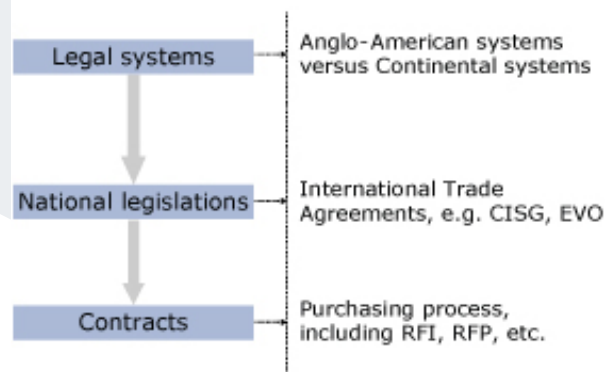 Legal systems
Anglo-American systems
versus Continental systems
National legislations
International Trade
Agreements, e.g. CISG, EVO
Contracts
Purchasing process,
including RFI, RFP, etc.